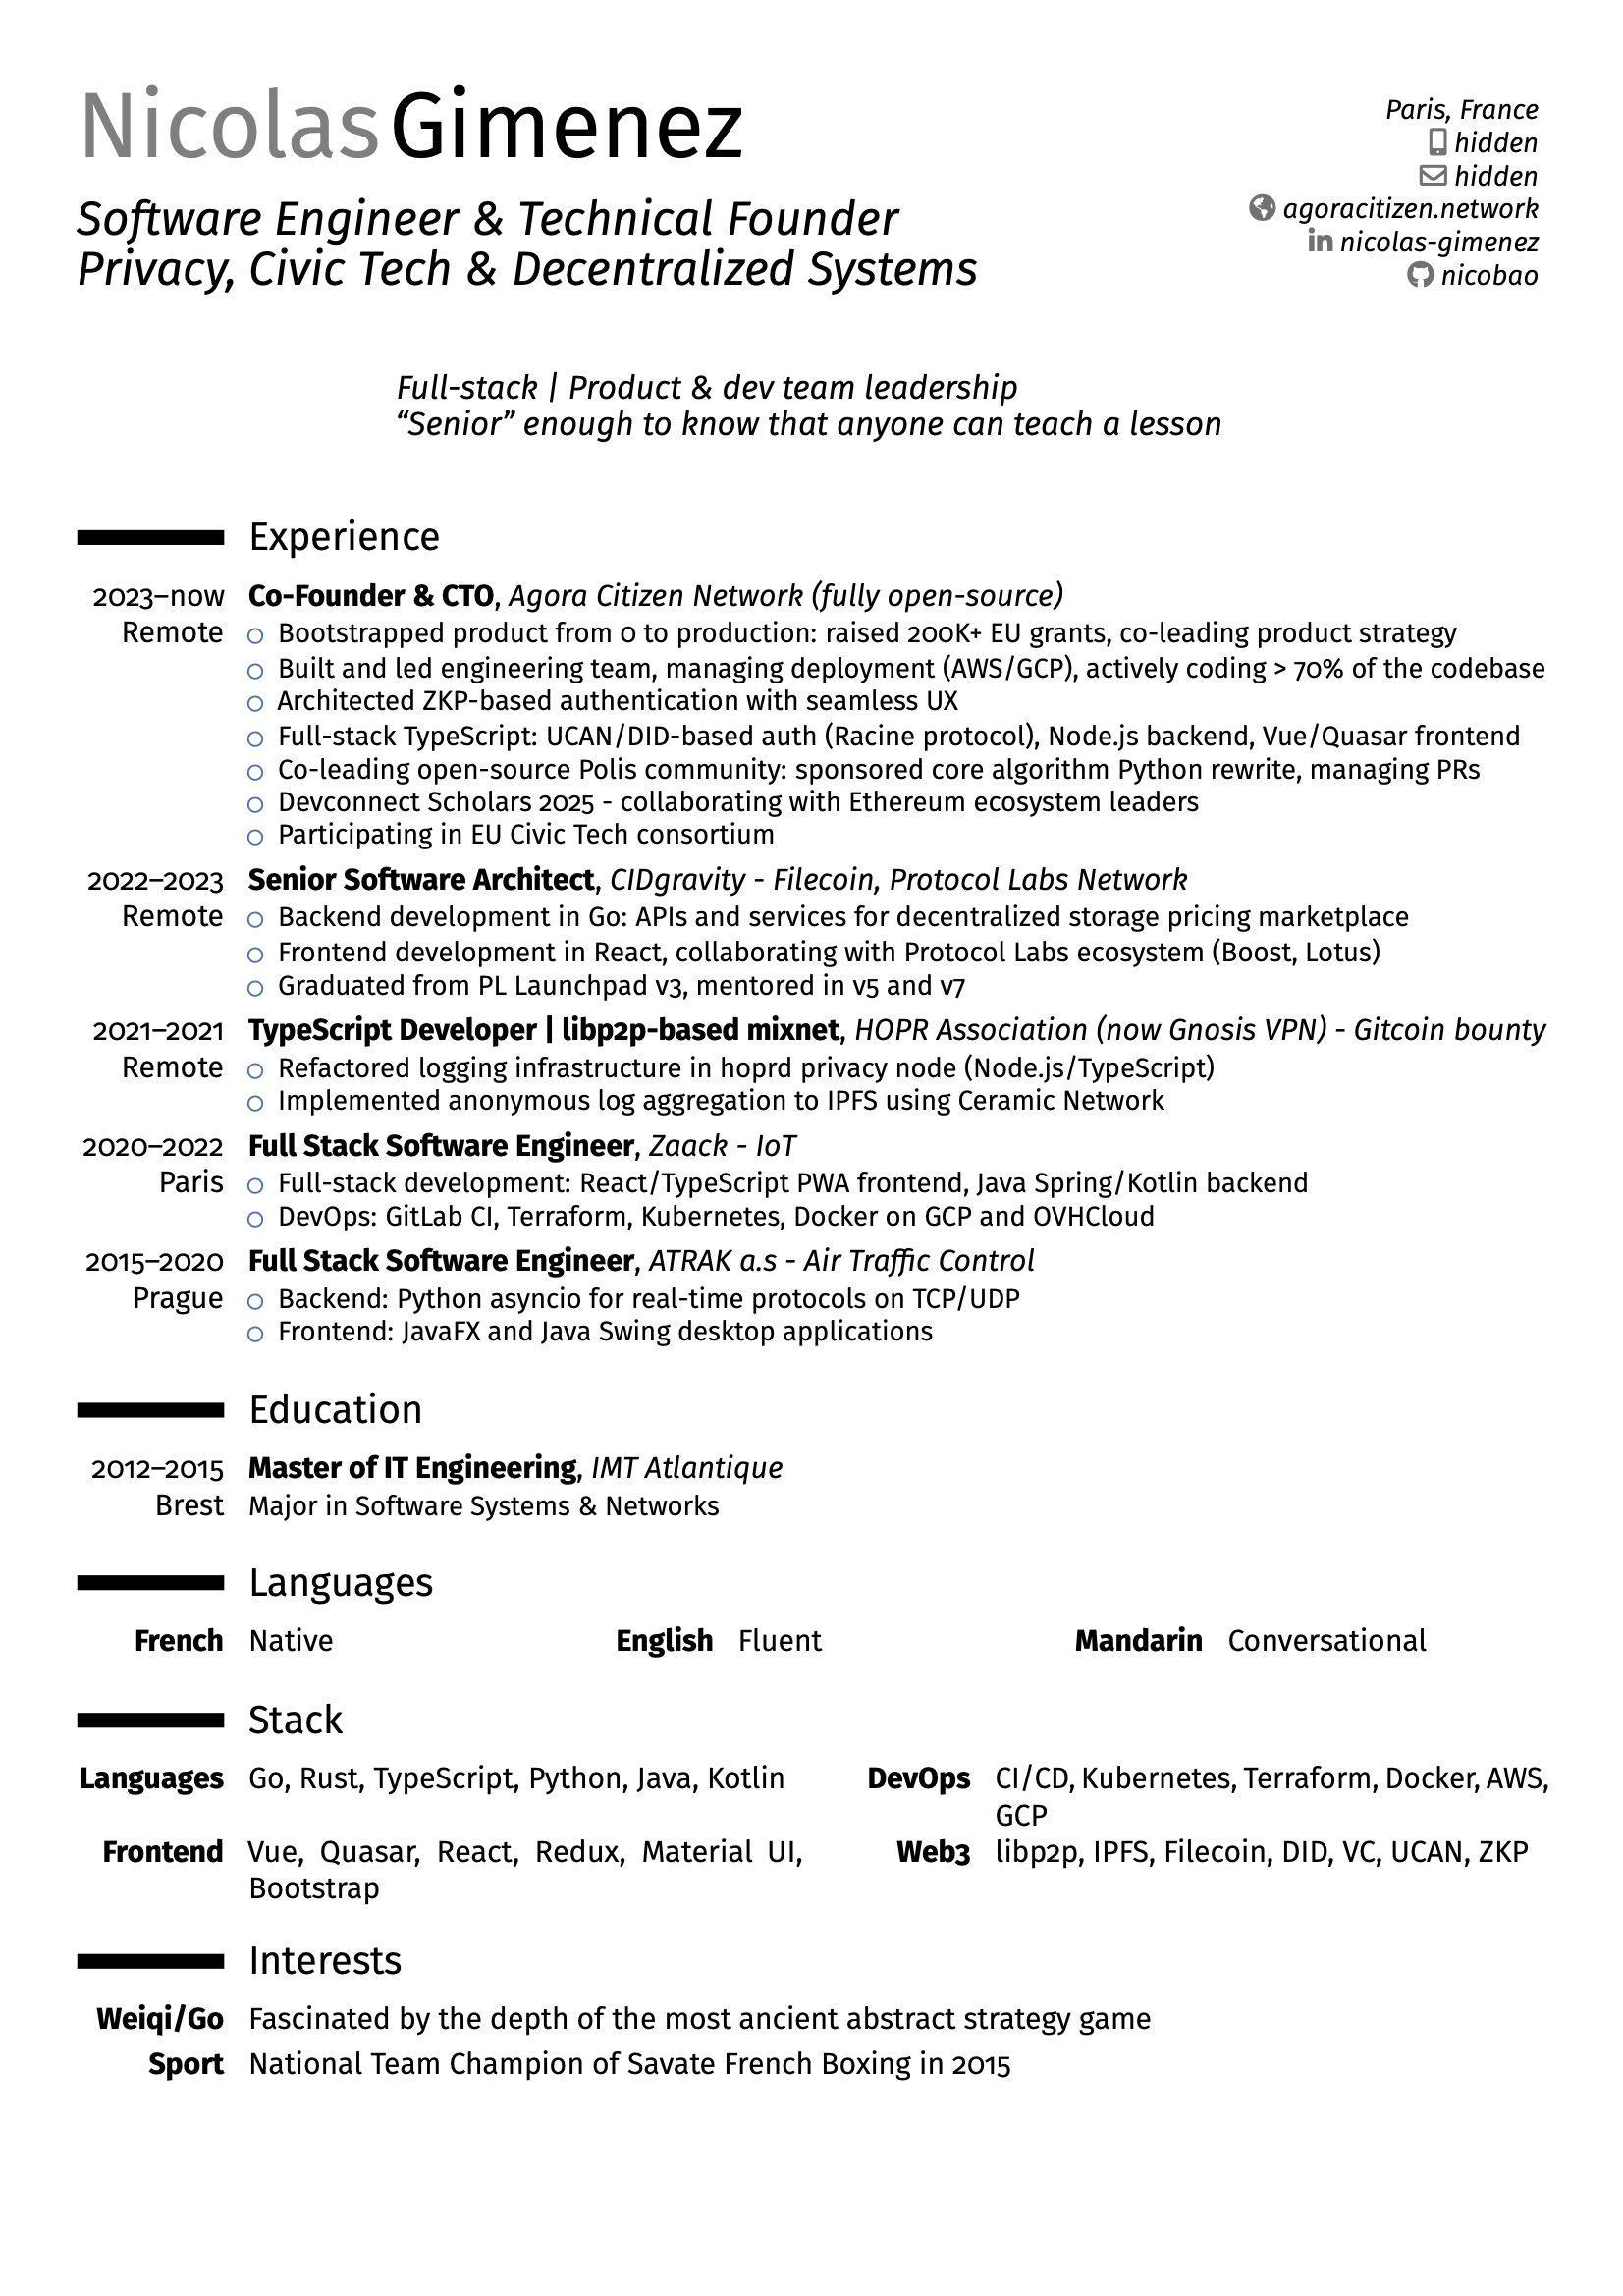 Nicolas Gimenez
Software Engineer & Technical Founder
Privacy, Civic Tech & Decentralized Systems
Paris, France
hidden
hidden
agoracitizen.network
nicolas-gimenez
nicobao
Full-stack | Product & dev team leadership
“Senior” enough to know that anyone can teach a lesson
Experience
2023–now Co-Founder & CTO, Agora Citizen Network (fully open-source)
Remote ○ Bootstrapped product from 0 to production: raised 200K+ EU grants, co-leading product strategy
○ Built and led engineering team, managing deployment (AWS/GCP), actively coding > 70% of the codebase
○ Architected ZKP-based authentication with seamless UX
○ Full-stack TypeScript: UCAN/DID-based auth (Racine protocol), Node.js backend, Vue/Quasar frontend
○ Co-leading open-source Polis community: sponsored core algorithm Python rewrite, managing PRs
○ Devconnect Scholars 2025 - collaborating with Ethereum ecosystem leaders
○ Participating in EU Civic Tech consortium
2022–2023 Senior Software Architect, CIDgravity - Filecoin, Protocol Labs Network
Remote ○ Backend development in Go: APIs and services for decentralized storage pricing marketplace
○ Frontend development in React, collaborating with Protocol Labs ecosystem (Boost, Lotus)
○ Graduated from PL Launchpad v3, mentored in v5 and v7
2021–2021 TypeScript Developer | libp2p-based mixnet, HOPR Association (now Gnosis VPN) - Gitcoin bounty
Remote ○ Refactored logging infrastructure in hoprd privacy node (Node.js/TypeScript)
○ Implemented anonymous log aggregation to IPFS using Ceramic Network
2020–2022 Full Stack Software Engineer, Zaack - IoT
Paris ○ Full-stack development: React/TypeScript PWA frontend, Java Spring/Kotlin backend
○ DevOps: GitLab CI, Terraform, Kubernetes, Docker on GCP and OVHCloud
2015–2020 Full Stack Software Engineer, ATRAK a.s - Air Traffic Control
Prague ○ Backend: Python asyncio for real-time protocols on TCP/UDP
○ Frontend: JavaFX and Java Swing desktop applications
Education
2012–2015 Master of IT Engineering, IMT Atlantique
Brest Major in Software Systems & Networks
Languages
French Native English Fluent Mandarin Conversational
Stack
Languages Go, Rust, TypeScript, Python, Java, Kotlin
DevOps CI/CD, Kubernetes, Terraform, Docker, AWS,
GCP
Frontend Vue, Quasar, React, Redux, Material UI,
Bootstrap
Web3 libp2p, IPFS, Filecoin, DID, VC, UCAN, ZKP
Interests
Weiqi/Go Fascinated by the depth of the most ancient abstract strategy game
Sport National Team Champion of Savate French Boxing in 2015